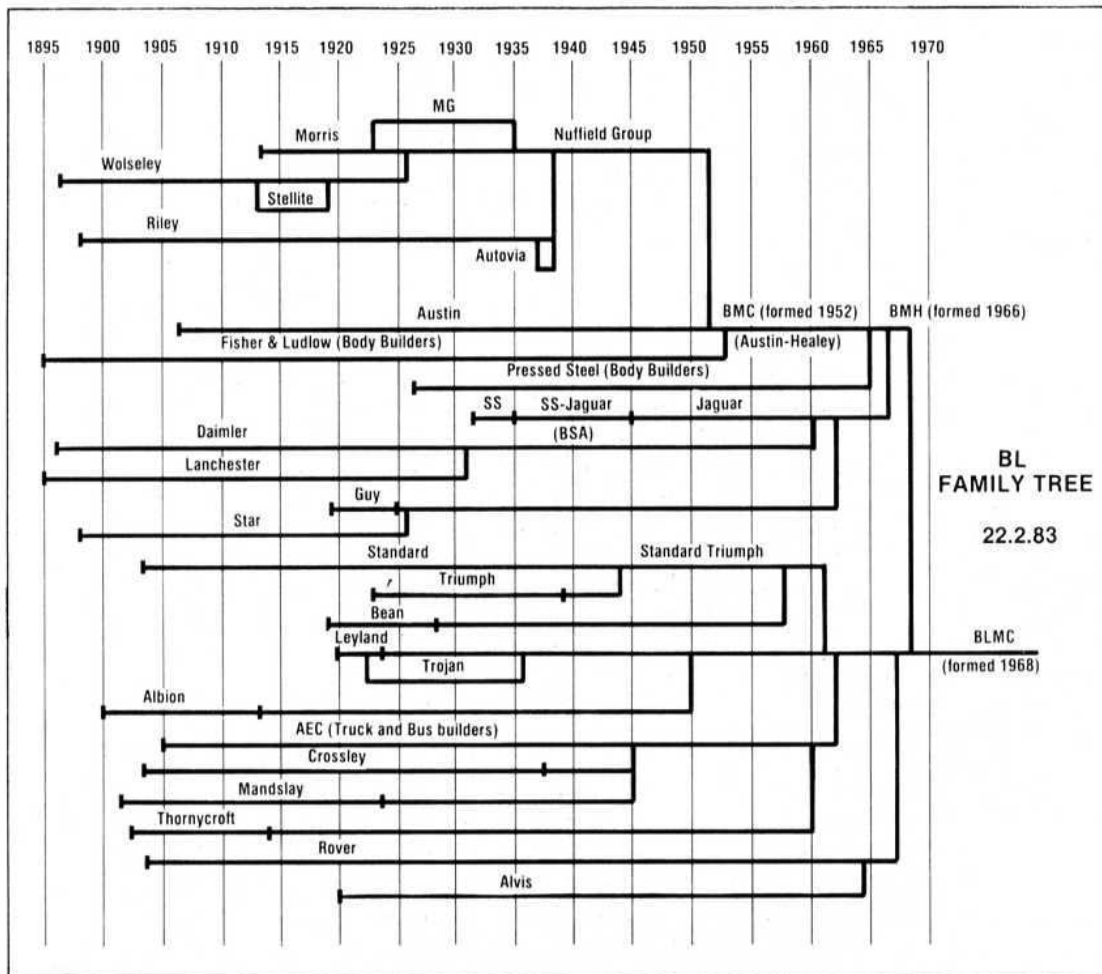 1895 1900 1905 1910 1915 1920 1925 1930 1935 1940 1945 1950 1955 1960 1965 1970
MG
Morris
Nuffield Group
Wolseley
Stellite
Riley
Autovia
Austin
BMC (formed 1952)
BMH (formed 1966)
Fisher & Ludlow (Body Builders)
(Austin-Healey)
Pressed Steel (Body Builders)
SS
SS-Jaguar
Jaguar
Daimler
(BSA)
Lanchester
BL
FAMILY TREE
22.2.83
Guy
Star
Standard
Standard Triumph
Triumph
Bean
Leyland
BLMC
(formed 1968)
Trojan
Albion
AEC (Truck and Bus builders)
Crossley
Mandslay
Thornycroft
Rover
Alvis